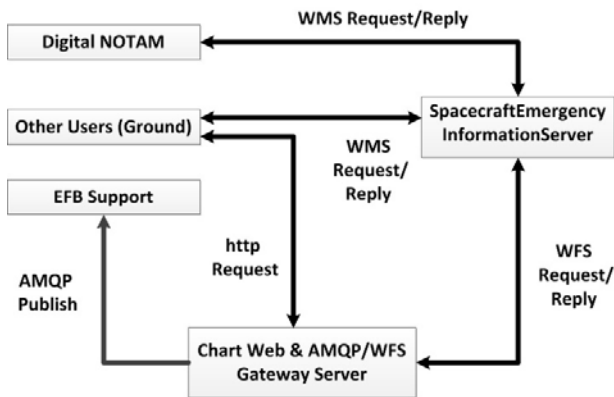 WMS Request/Reply
Digital NOTAM
Other Users (Ground)
SpacecraftEmergency
InformationServer
WMS
Request/
Reply
EFB Support
http
Request
AMQP
Publish
WFS
Request/
Reply
Chart Web & AMQP/WFS
Gateway Server